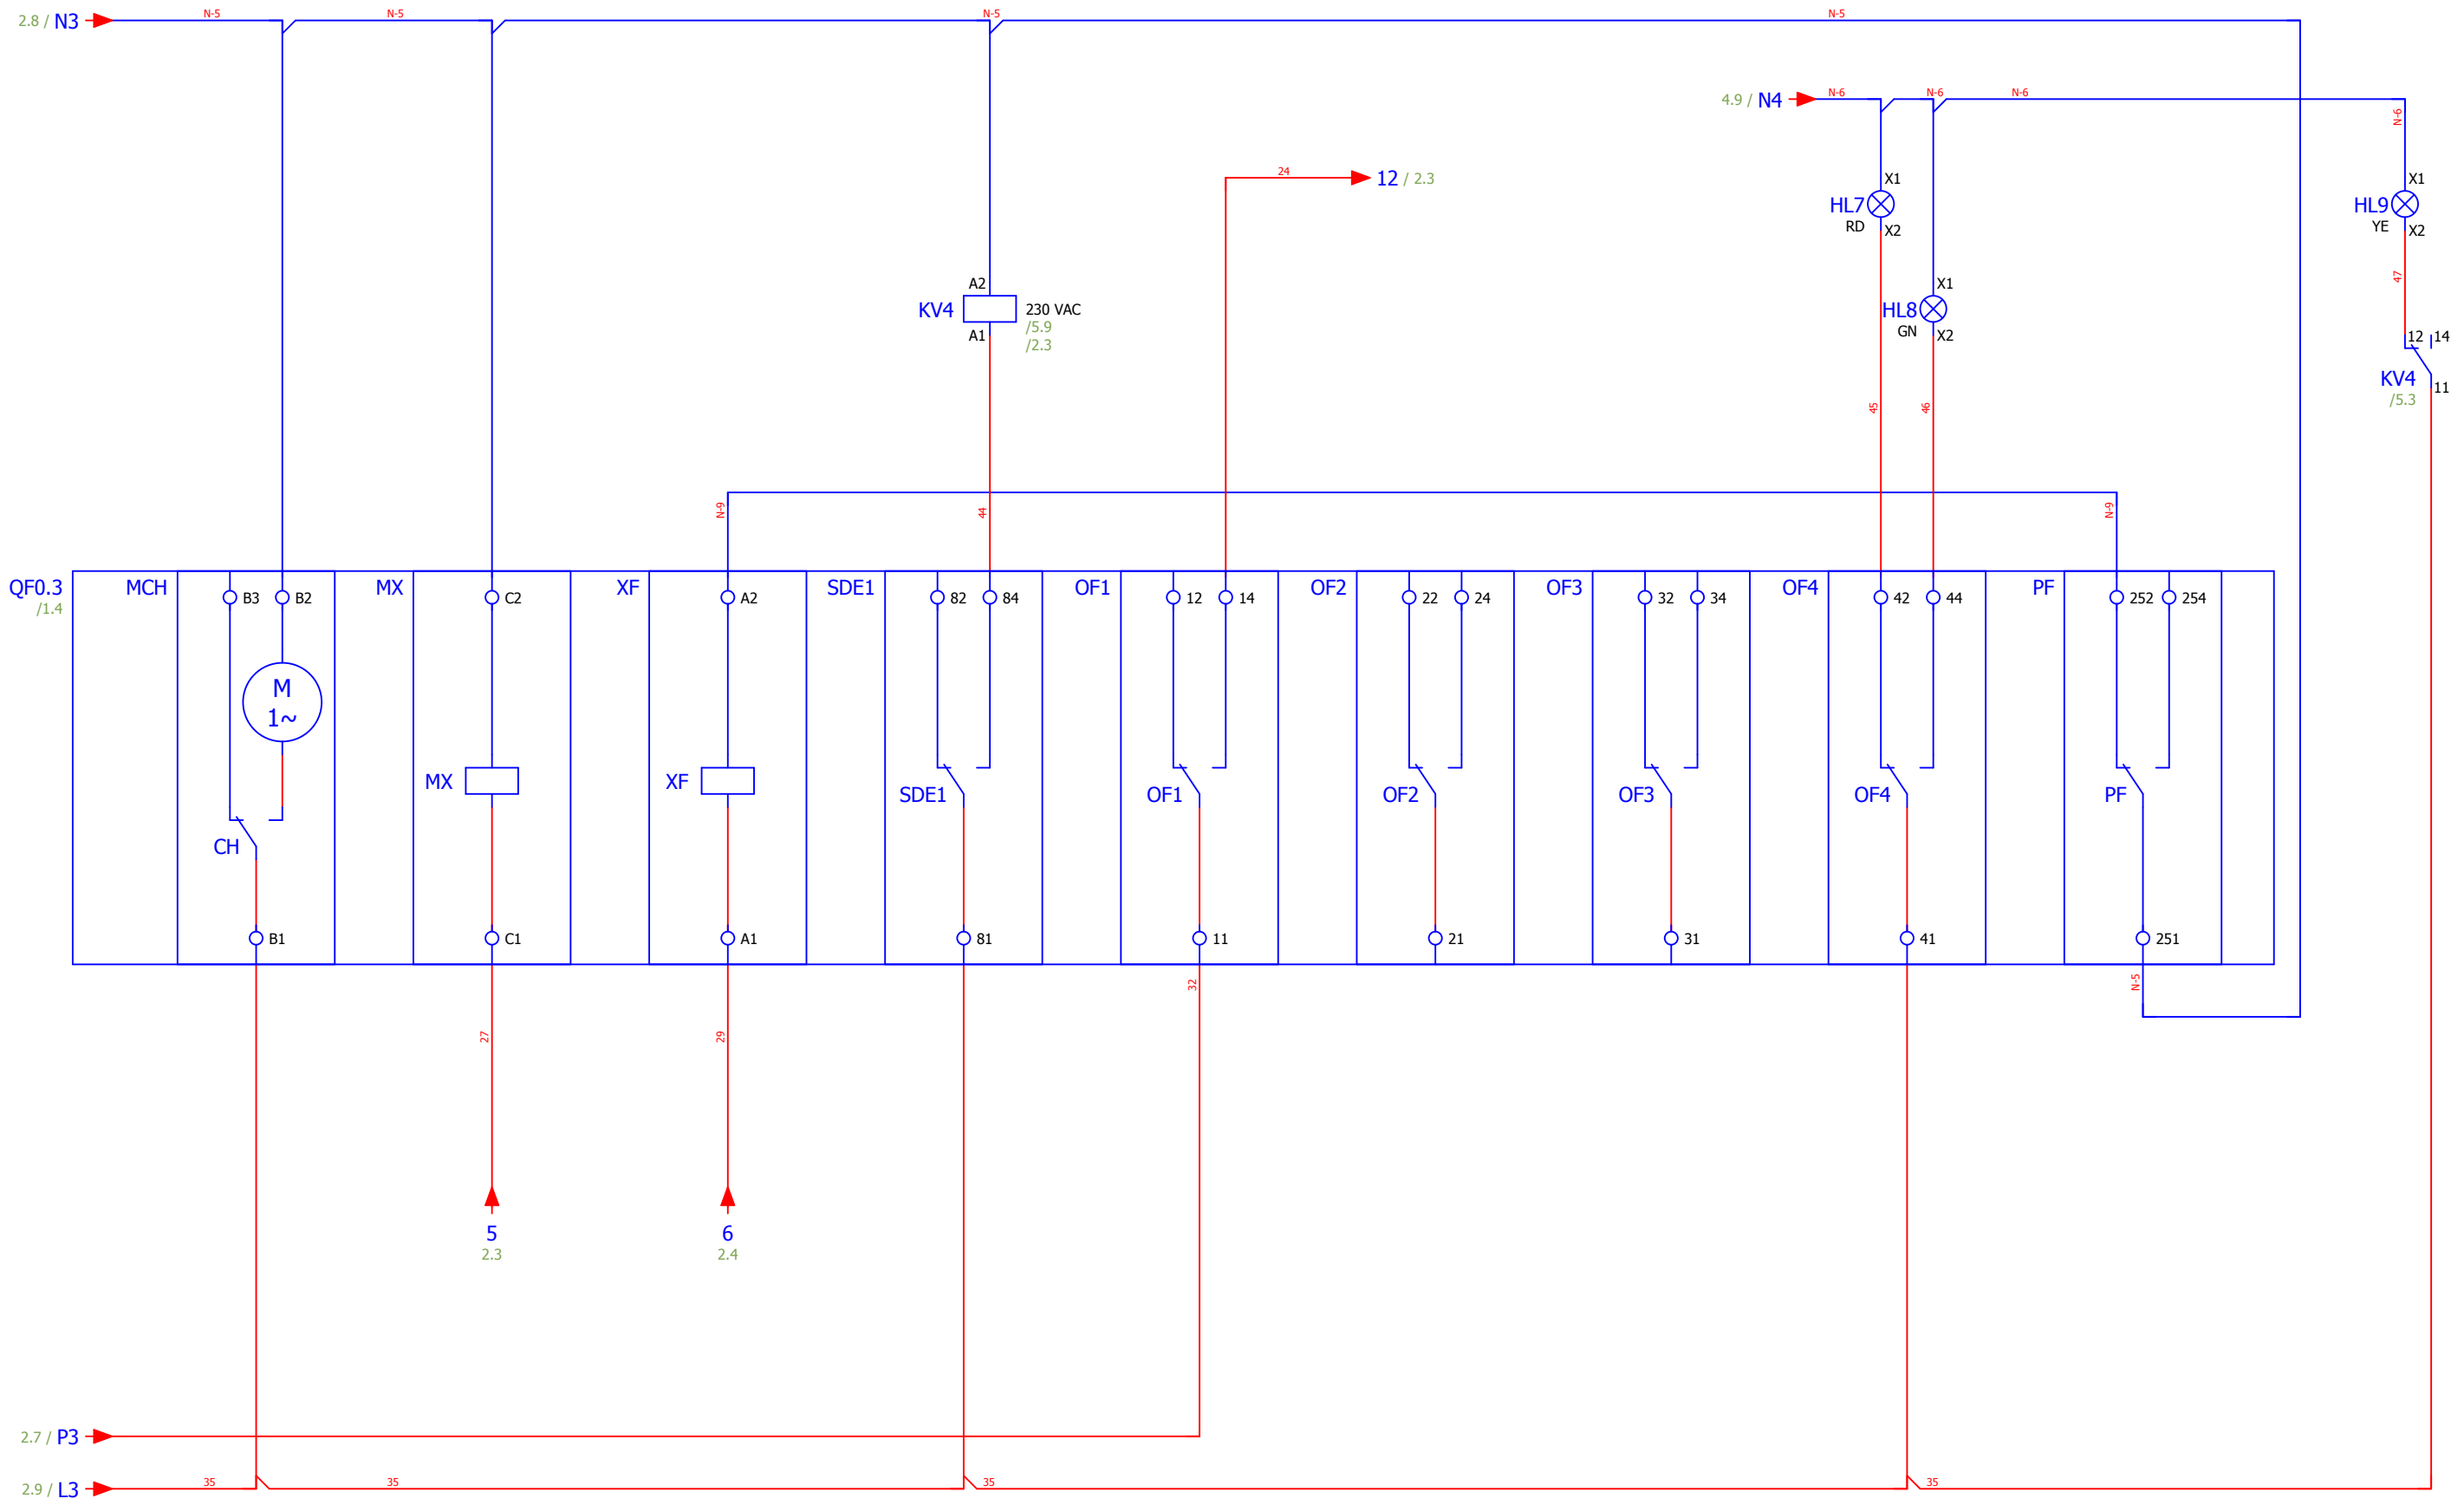 2.8 / N3
N-5
N-5
N-5
N-5
4.9 / N4
N-6
N-6
N-6
N-6
24
12 / 2.3
X1
HL7
RD
X2
X1
HL9
YE
X2
47
A2
KV4
230 VAC
/5.9
/2.3
A1
X1
HL8
GN
X2
12
14
KV4
/5.3
11
45
46
N-9
44
N-9
QF0.3
/1.4
MCH
B3
B2
MX
C2
XF
A2
SDE1
82
84
OF1
12
14
OF2
22
24
OF3
32
34
OF4
42
44
PF
252
254
M
1~
MX
XF
SDE1
OF1
OF2
OF3
OF4
PF
CH
B1
C1
A1
81
11
21
31
41
251
32
N-5
27
29
5
2.3
6
2.4
2.7 / P3
2.9 / L3
35
35
35
35